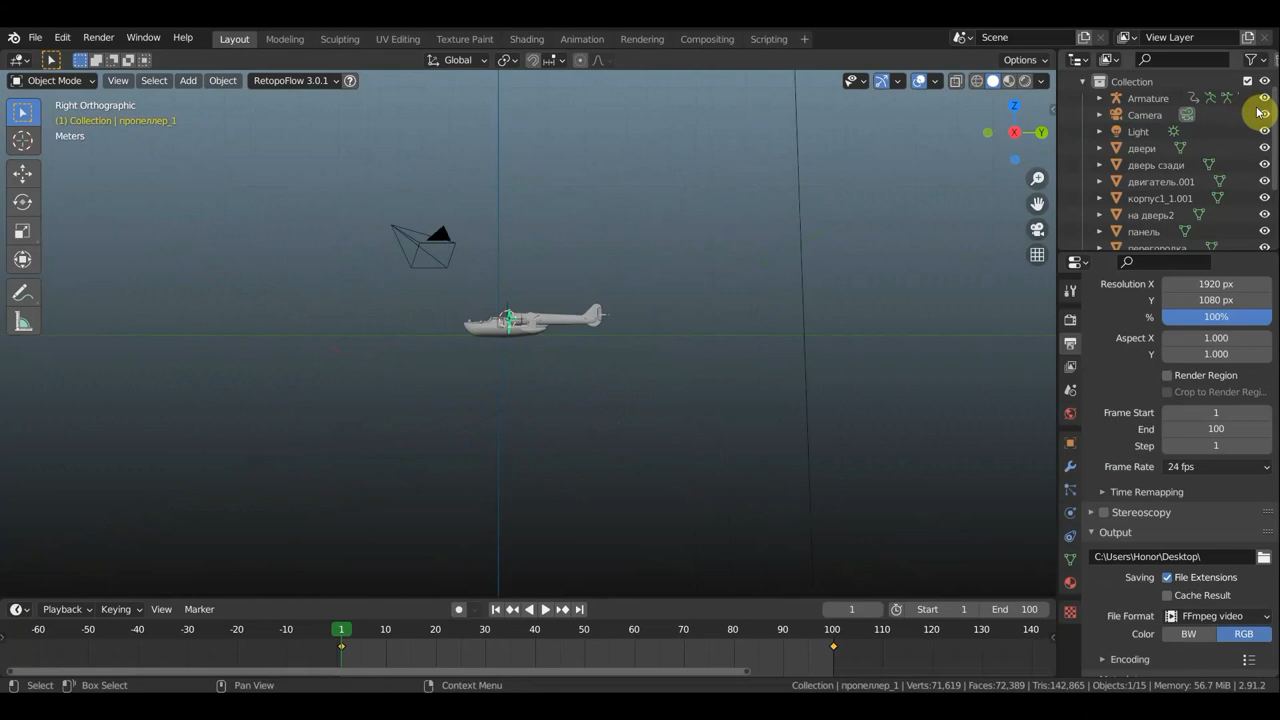 File Edit Render Window Help
Layout Modeling Sculpting UV Editing Texture Paint Shading Animation Rendering Compositing Scripting +
Scene
View Layer
Global
Options
Object Mode View Select Add Object RetopoFlow 3.0.1
Right Orthographic
(1) Collection | пропеллер_1
Meters
Z
X
Y
Collection
Armature
Camera
Light
двери
дверь сзади
двигатель.001
корпус1_1.001
на дверь2
панель
перегородка
Resolution X 1920 px
Y 1080 px
% 100%
Aspect X 1.000
Y 1.000
Render Region
Crop to Render Regi...
Frame Start 1
End 100
Step 1
Frame Rate 24 fps
Time Remapping
Stereoscopy
Output
C:\Users\Honor\Desktop\
Saving File Extensions
Cache Result
File Format FFmpeg video
Color BW RGB
Encoding
Playback Keying View Marker
1 Start 1 End 100
-60 -50 -40 -30 -20 -10 1 10 20 30 40 50 60 70 80 90 100 110 120 130 140
Select Box Select Pan View Context Menu
Collection | пропеллер_1 | Verts:71,619 | Faces:72,389 | Tris:142,865 | Objects:1/15 | Memory: 56.7 MiB | 2.91.2